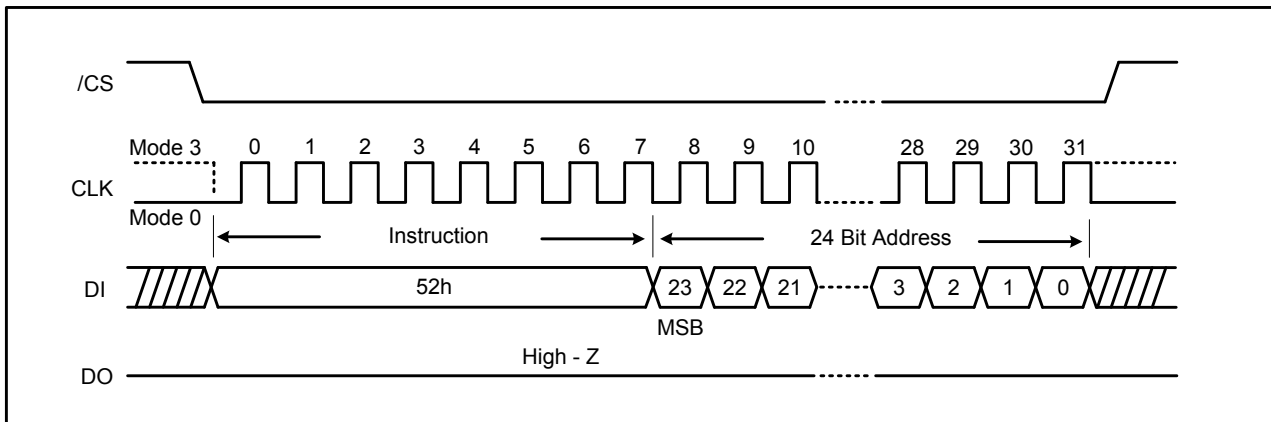 /CS
Mode 3 0 1 2 3 4 5 6 7 8 9 10 28 29 30 31
CLK
Mode 0
Instruction 24 Bit Address
DI 52h 23 22 21 3 2 1 0
MSB
High - Z
DO